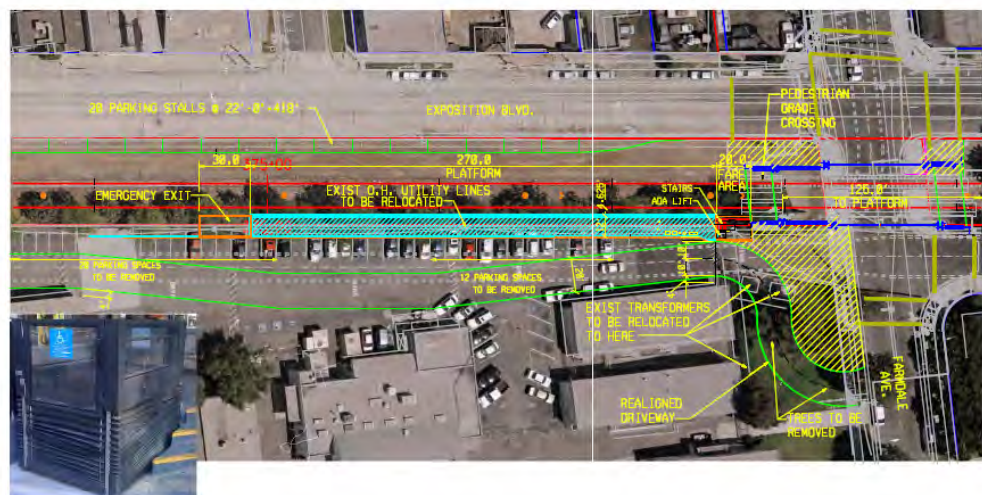 20 PARKING STALLS @ 22'-0"=418'
EXPOSITION BLVD.
PEDESTRIAN
GRADE
CROSSING
30.0
270.0
PLATFORM
20.0
FARE
AREA
EMERGENCY EXIT
EXIST O.H. UTILITY LINES
TO BE RELOCATED
STAIRS
ADA LIFT
125.0'
TO PLATFORM
PARKING SPACES
TO BE REMOVED
12 PARKING SPACES
TO BE REMOVED
20'
EXIST TRANSFORMERS
TO BE RELOCATED
TO HERE
REALIGNED
DRIVEWAY
TREES TO BE
REMOVED
FARMDALE
AVE.